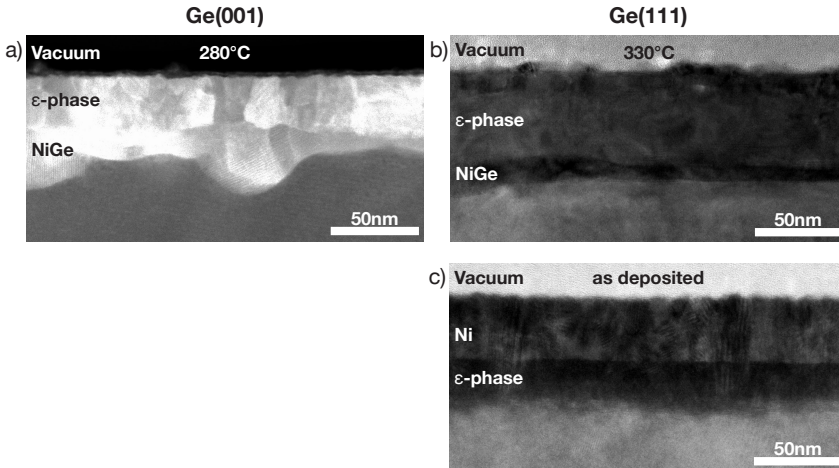 Ge(001)
Ge(111)
a)
Vacuum
280°C
ε-phase
NiGe
50nm
b)
Vacuum
330°C
ε-phase
NiGe
50nm
c)
Vacuum
as deposited
Ni
ε-phase
50nm